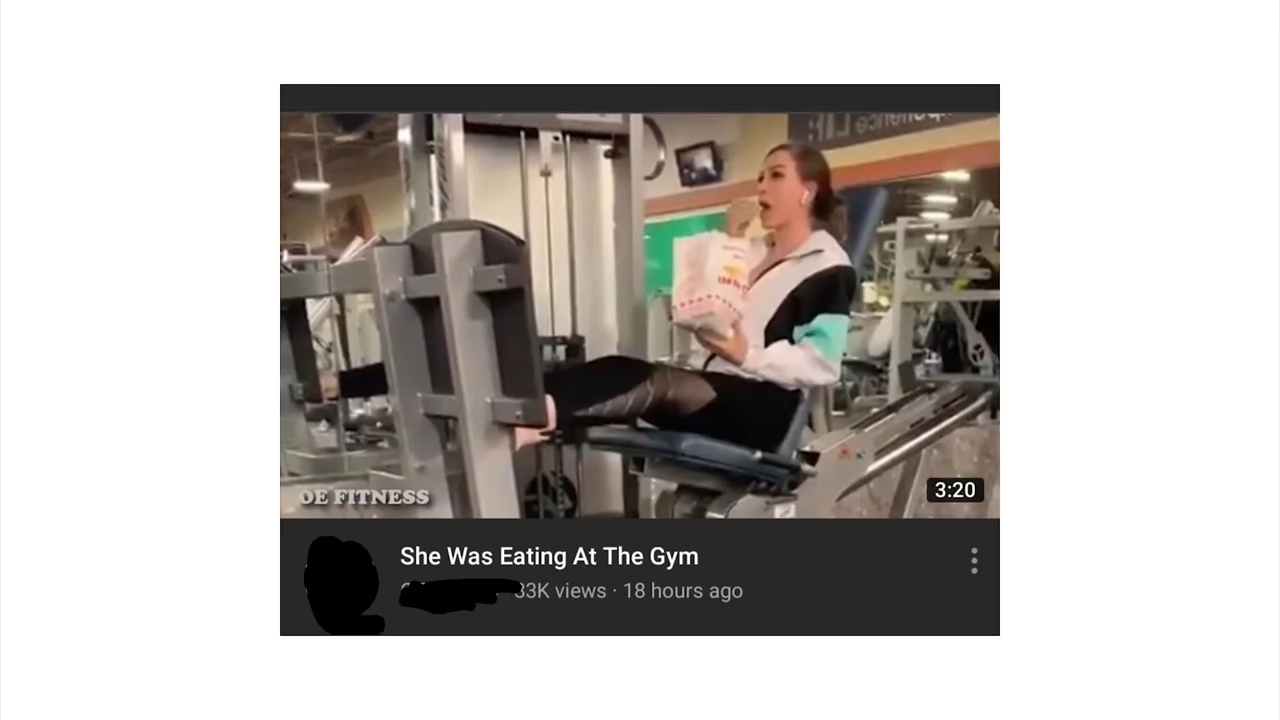 OE FITNESS
3:20
She Was Eating At The Gym
33K views · 18 hours ago